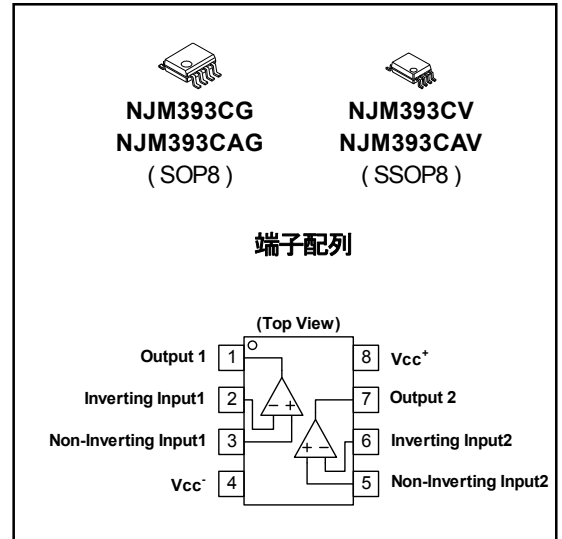 NJM393CG NJM393CV
NJM393CAG NJM393CAV
( SOP8 ) ( SSOP8 )
端子配列
(Top View)
Output 1 1 8 Vcc+
Inverting Input1 2 7 Output 2
− + 
Non-Inverting Input1 3 6 Inverting Input2
+ −
Vcc- 4 5 Non-Inverting Input2